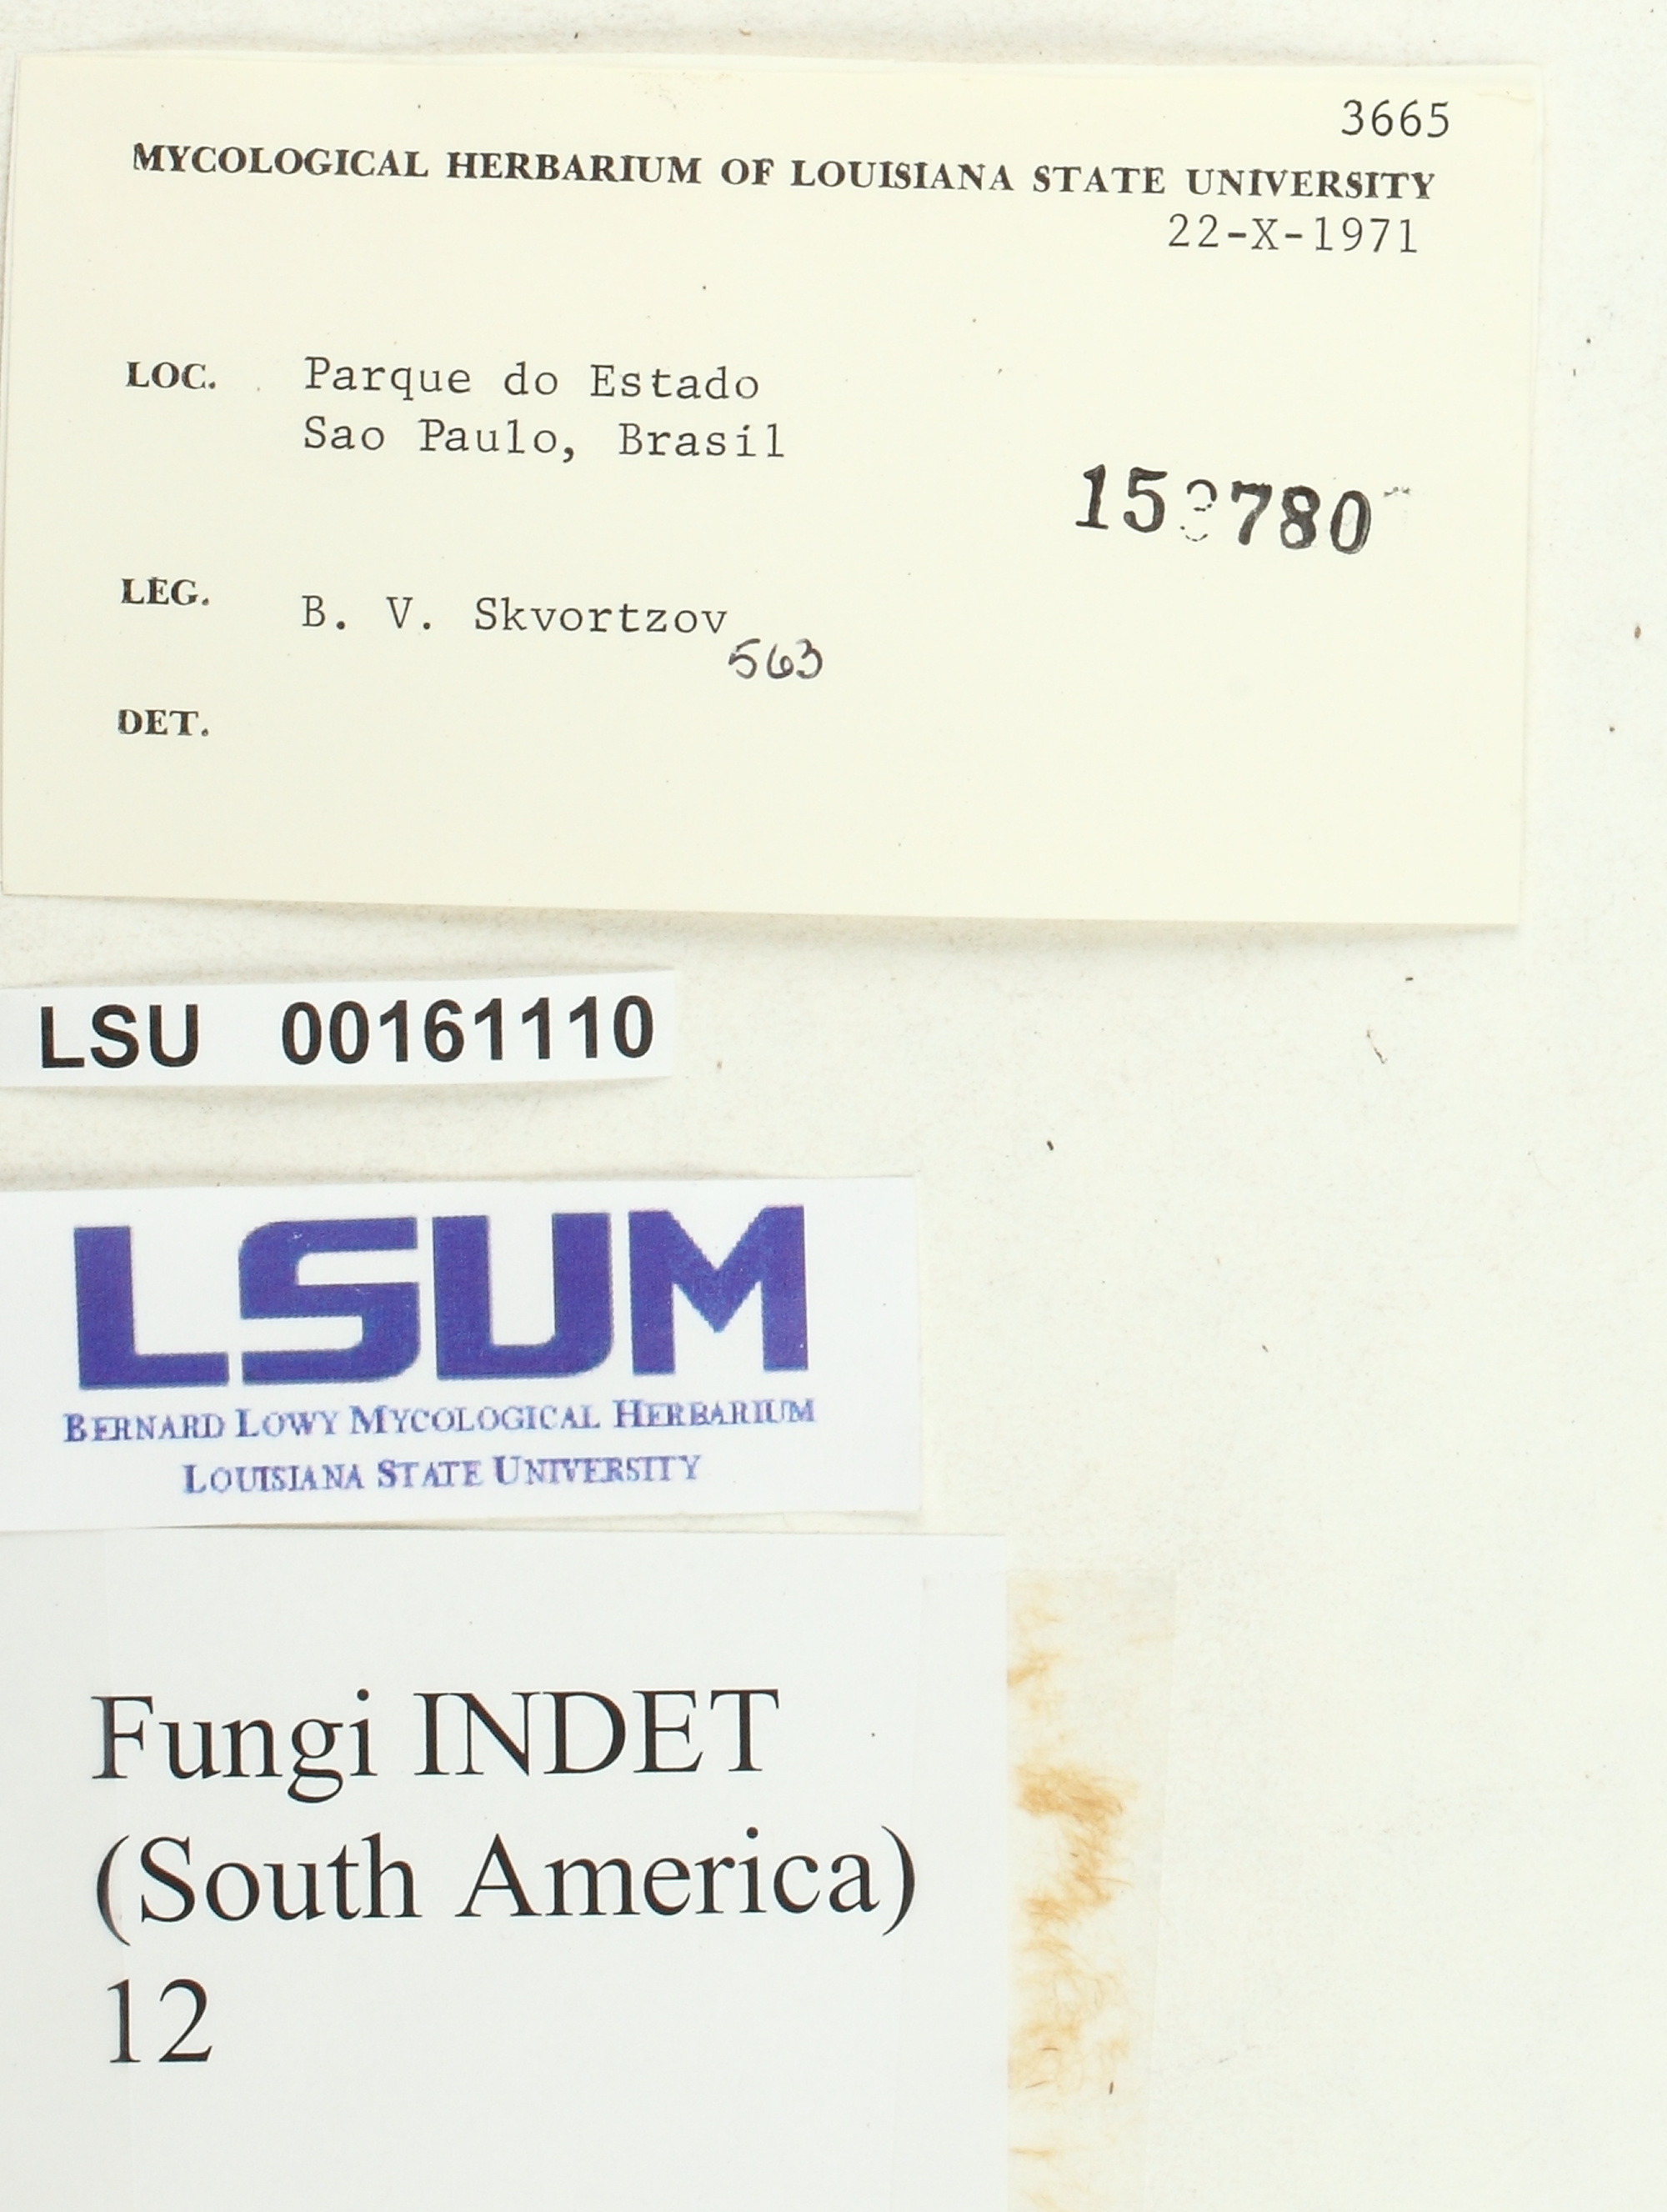 3665
MYCOLOGICAL HERBARIUM OF LOUISIANA STATE UNIVERSITY
22-X-1971
LOC. Parque do Estado
Sao Paulo, Brasil
LEG. B. V. Skvortzov
563
DET.
LSU 00161110
LSUM
BERNARD LOWY MYCOLOGICAL HERBARIUM
LOUISIANA STATE UNIVERSITY
Fungi INDET
(South America)
12